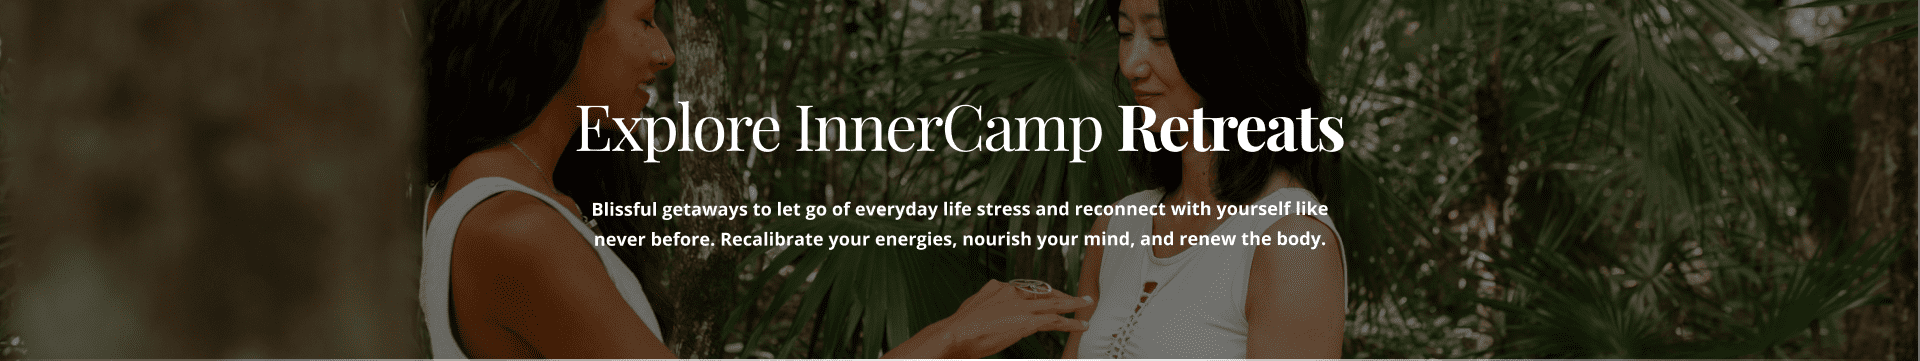 Explore InnerCamp Retreats
Blissful getaways to let go of everyday life stress and reconnect with yourself like
never before. Recalibrate your energies, nourish your mind, and renew the body.